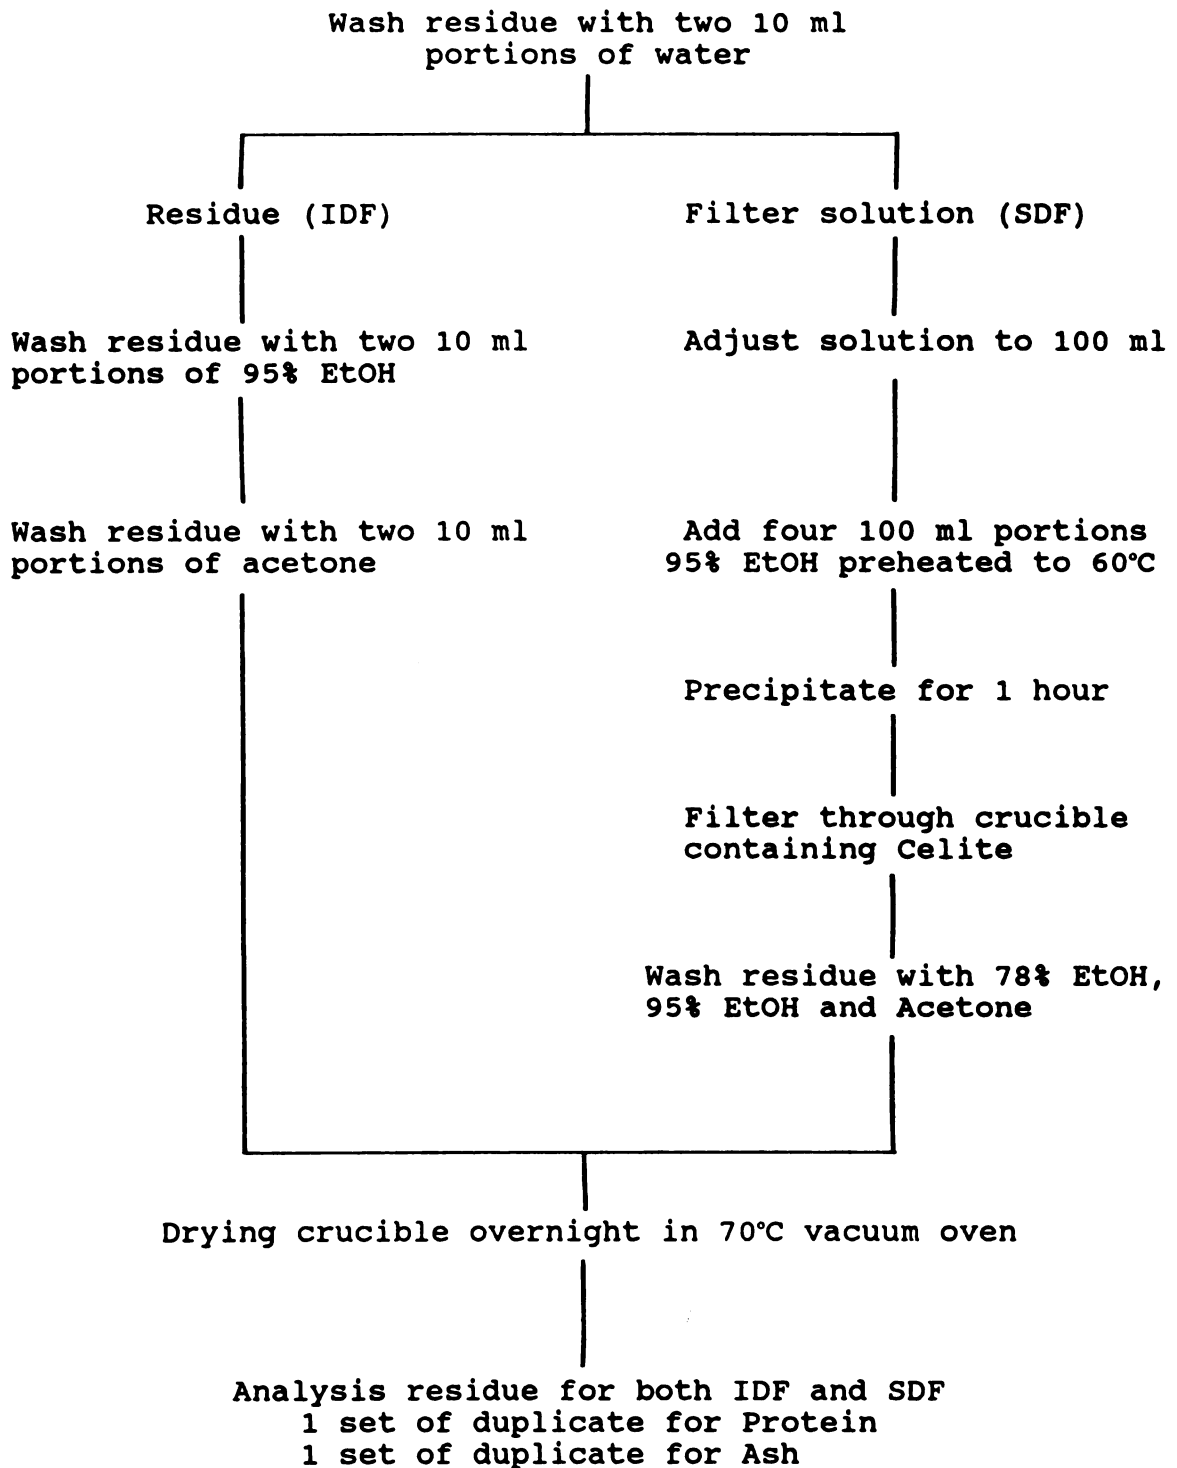 Wash residue with two 10 ml
portions of water
Residue (IDF)
Filter solution (SDF)
Wash residue with two 10 ml
portions of 95% EtOH
Adjust solution to 100 ml
Wash residue with two 10 ml
portions of acetone
Add four 100 ml portions
95% EtOH preheated to 60°C
Precipitate for 1 hour
Filter through crucible
containing Celite
Wash residue with 78% EtOH,
95% EtOH and Acetone
Drying crucible overnight in 70°C vacuum oven
Analysis residue for both IDF and SDF
1 set of duplicate for Protein
1 set of duplicate for Ash